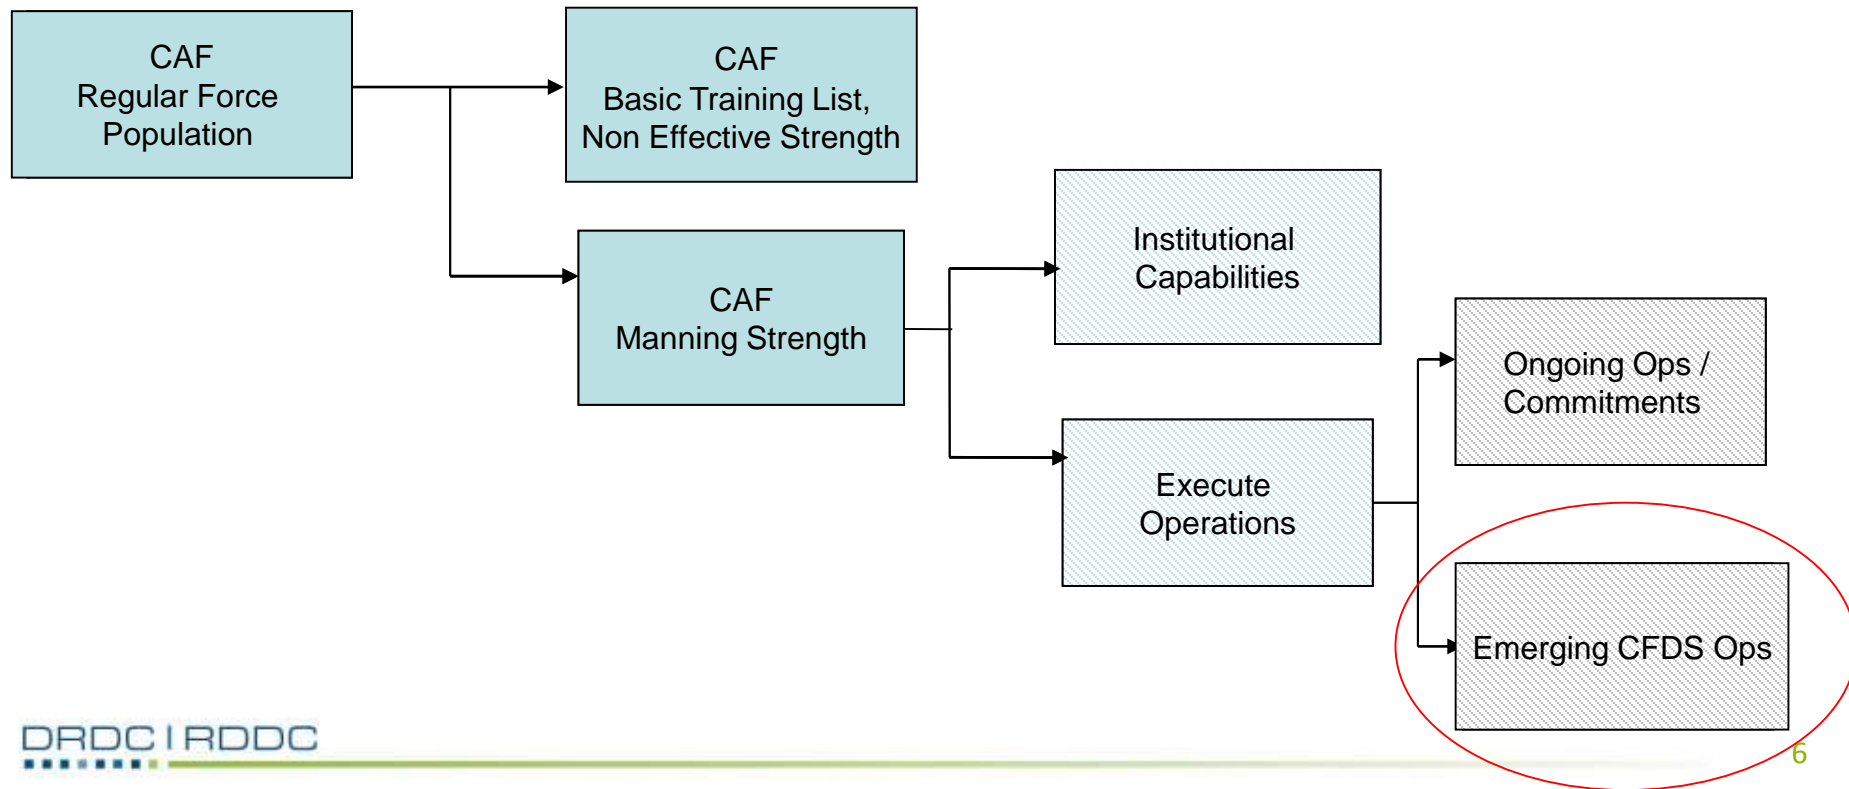 CAF
Regular Force
Population
CAF
Basic Training List,
Non Effective Strength
CAF
Manning Strength
Institutional
Capabilities
Execute
Operations
Ongoing Ops /
Commitments
Emerging CFDS Ops
DRDC | RDDC
6